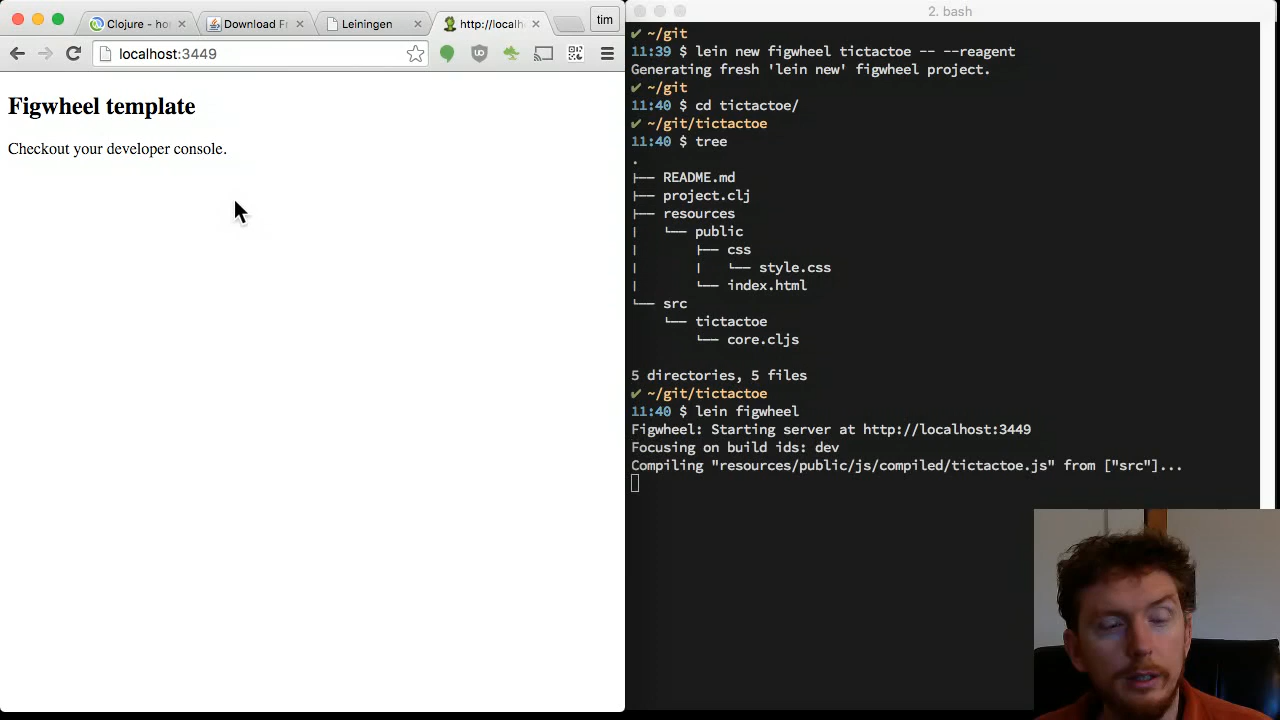 Clojure - ho
Download F
Leiningen
http://localh
tim
localhost:3449
Figwheel template
Checkout your developer console.
2. bash
✔ ~/git
11:39 $ lein new figwheel tictactoe -- --reagent
Generating fresh 'lein new' figwheel project.
✔ ~/git
11:40 $ cd tictactoe/
✔ ~/git/tictactoe
11:40 $ tree
.
├── README.md
├── project.clj
├── resources
│   └── public
│       ├── css
│       │   └── style.css
│       └── index.html
└── src
    └── tictactoe
        └── core.cljs
5 directories, 5 files
✔ ~/git/tictactoe
11:40 $ lein figwheel
Figwheel: Starting server at http://localhost:3449
Focusing on build ids: dev
Compiling "resources/public/js/compiled/tictactoe.js" from ["src"]...